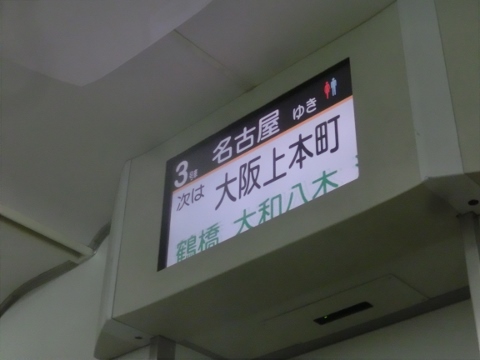 3号車 名古屋 ゆき
次は 大阪上本町
鶴橋 大和八木